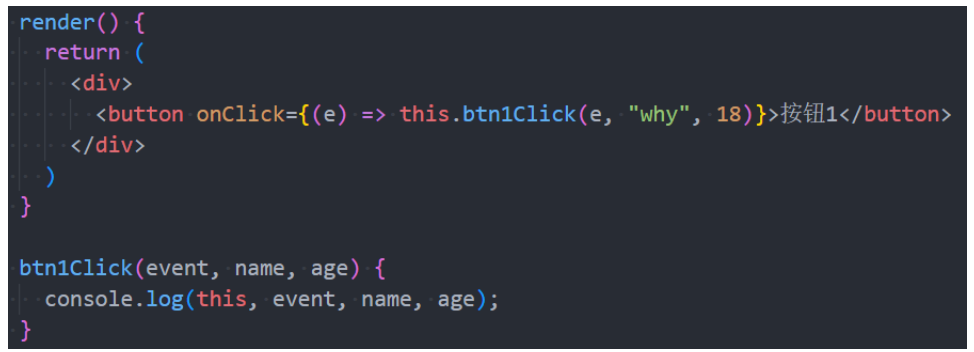 render() {
return (
<div>
<button onClick={(e) => this.btn1Click(e, "why", 18)}>按钮1</button>
</div>
)
}
btn1Click(event, name, age) {
console.log(this, event, name, age);
}